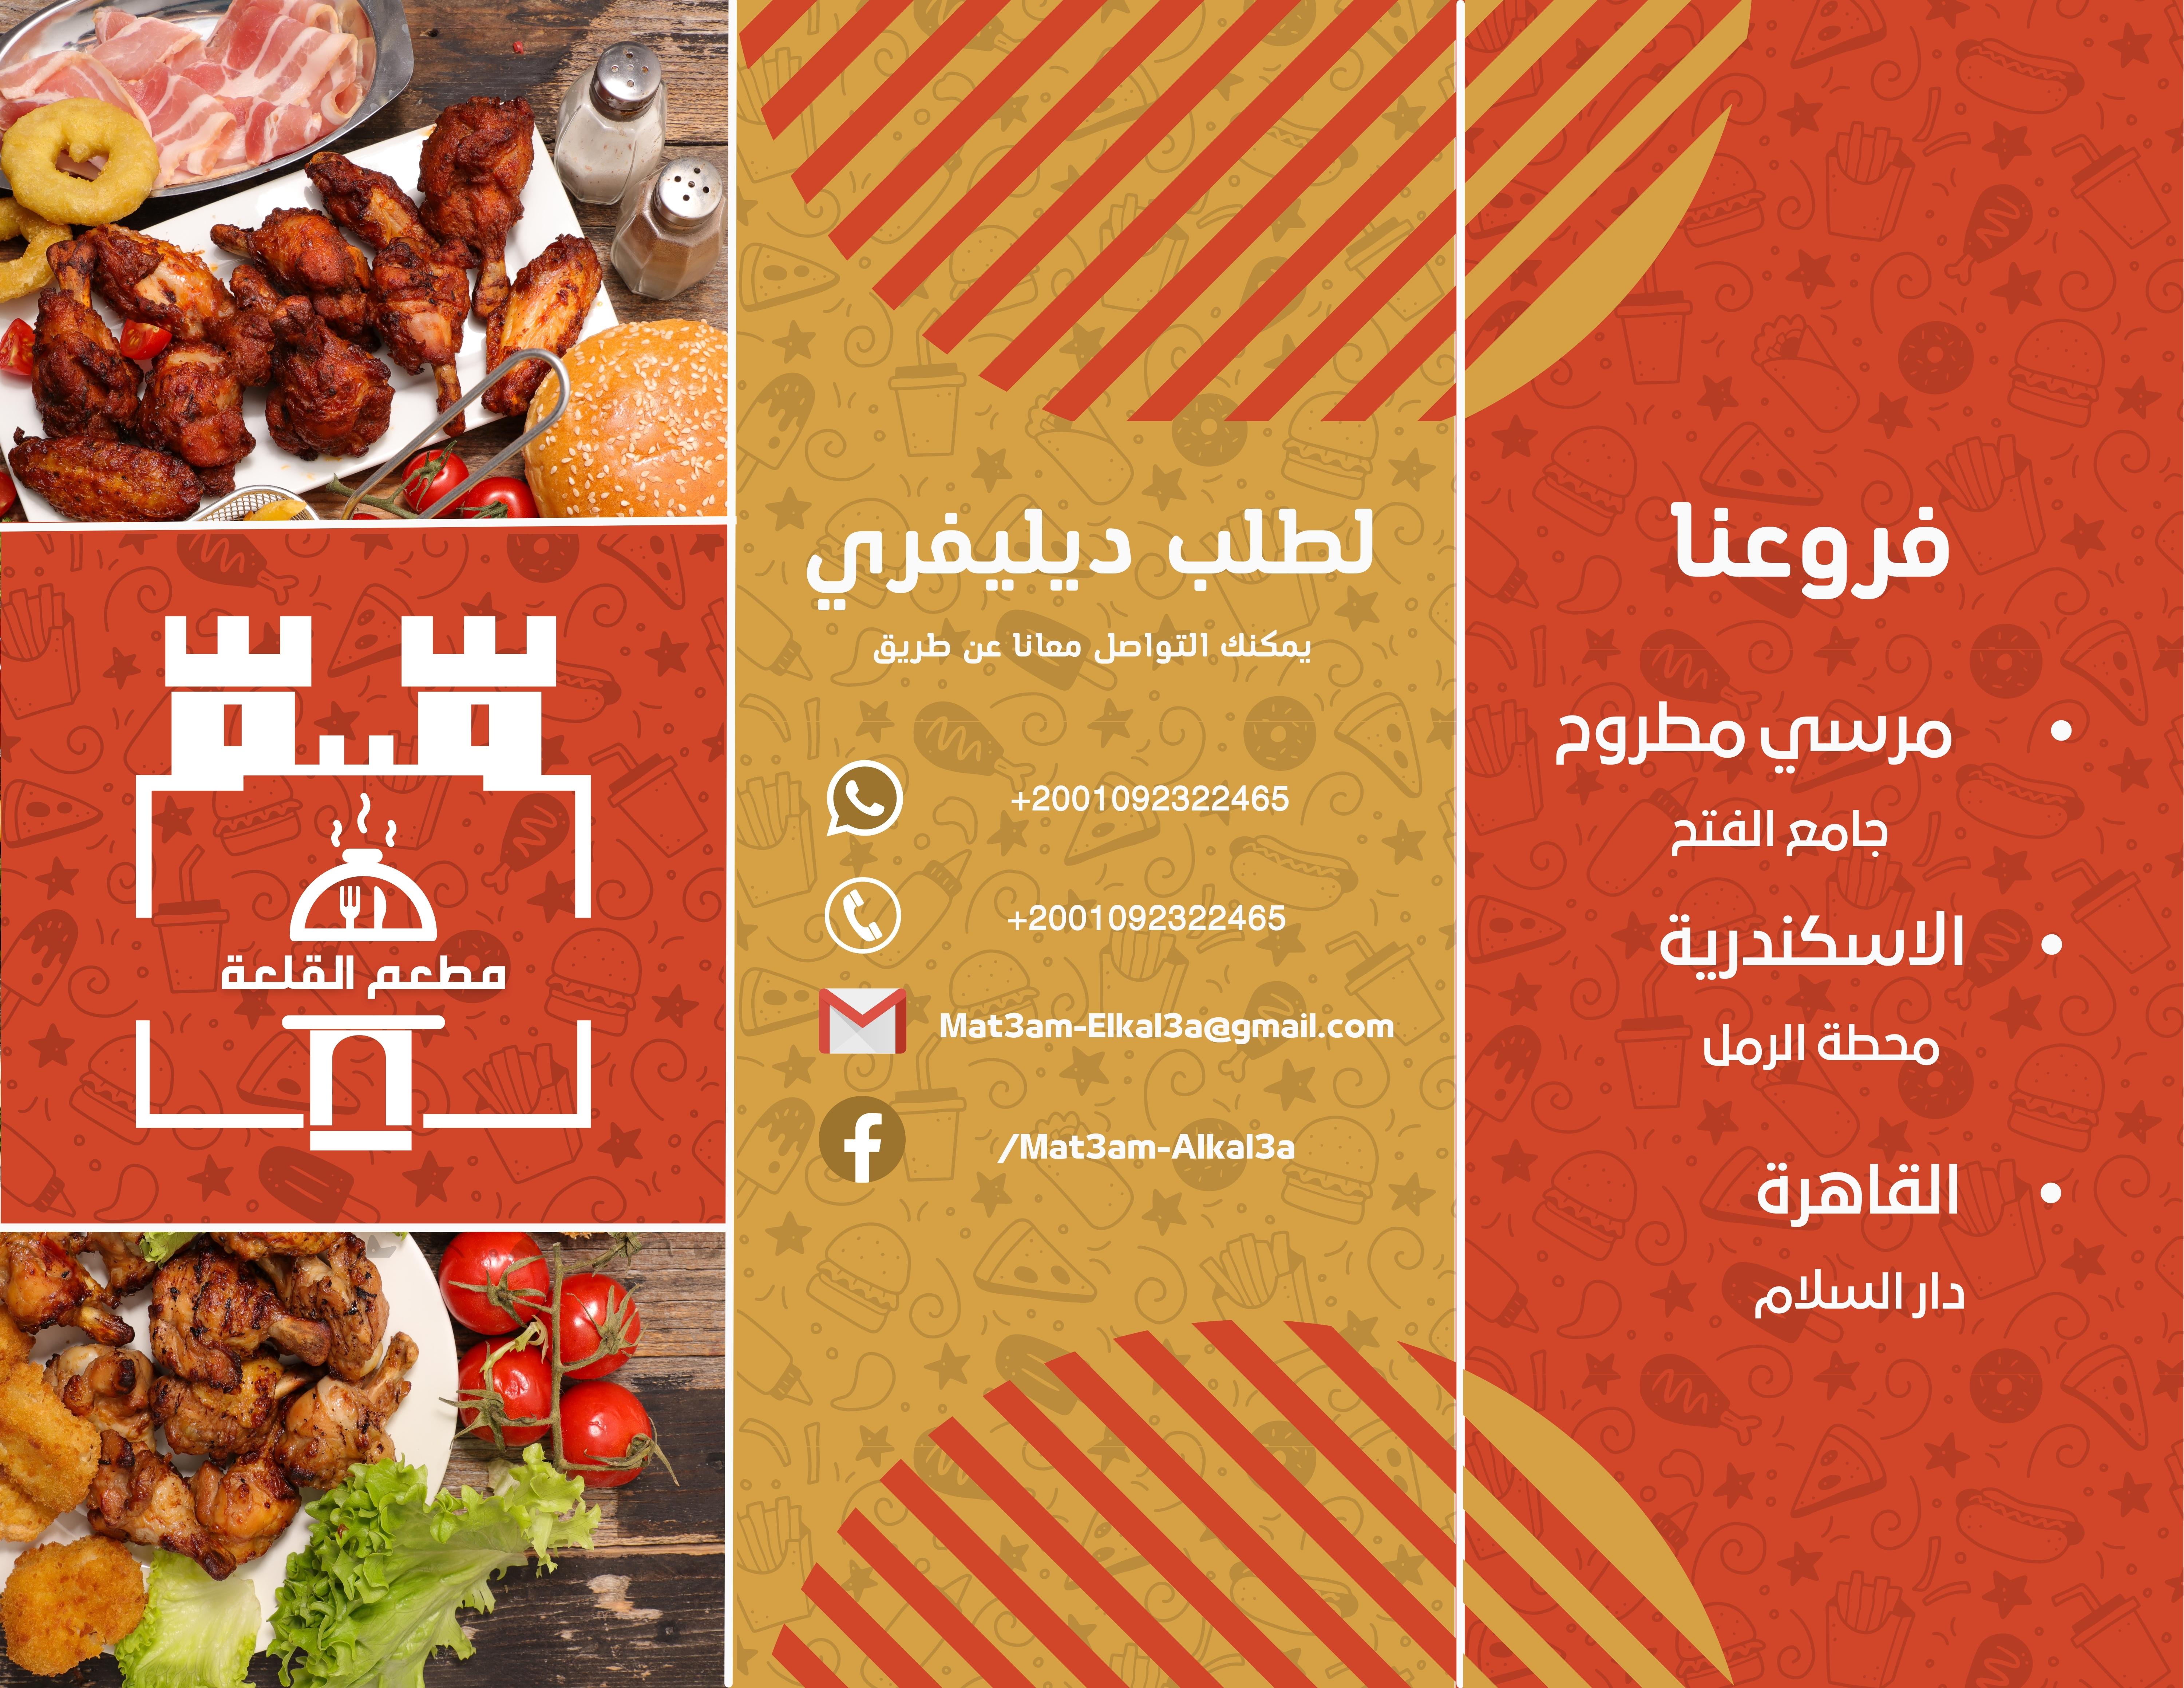 فروعنا
مرسي مطروح
جامع الفتح
الاسكندرية
محطة الرمل
القاهرة
دار السلام
لطلب ديليفري
يمكنك التواصل معانا عن طريق
+2001092322465
+2001092322465
Mat3am-Elkal3a@gmail.com
/Mat3am-Alkal3a
مطعم القلعة